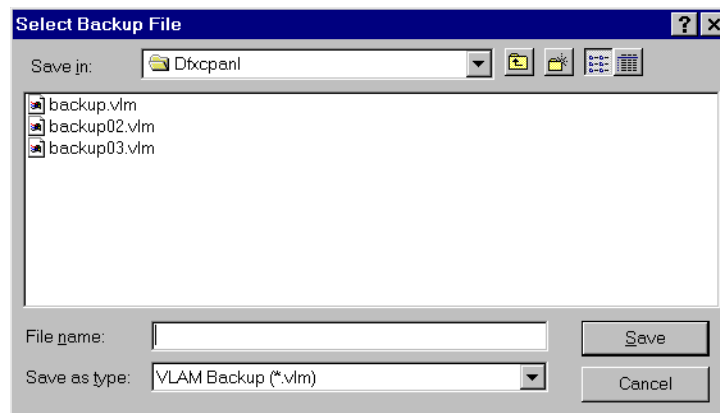 Select Backup File
Save in: Dfxcpanl
backup.vlm
backup02.vlm
backup03.vlm
File name: Save
Save as type: VLAM Backup (*.vlm) Cancel